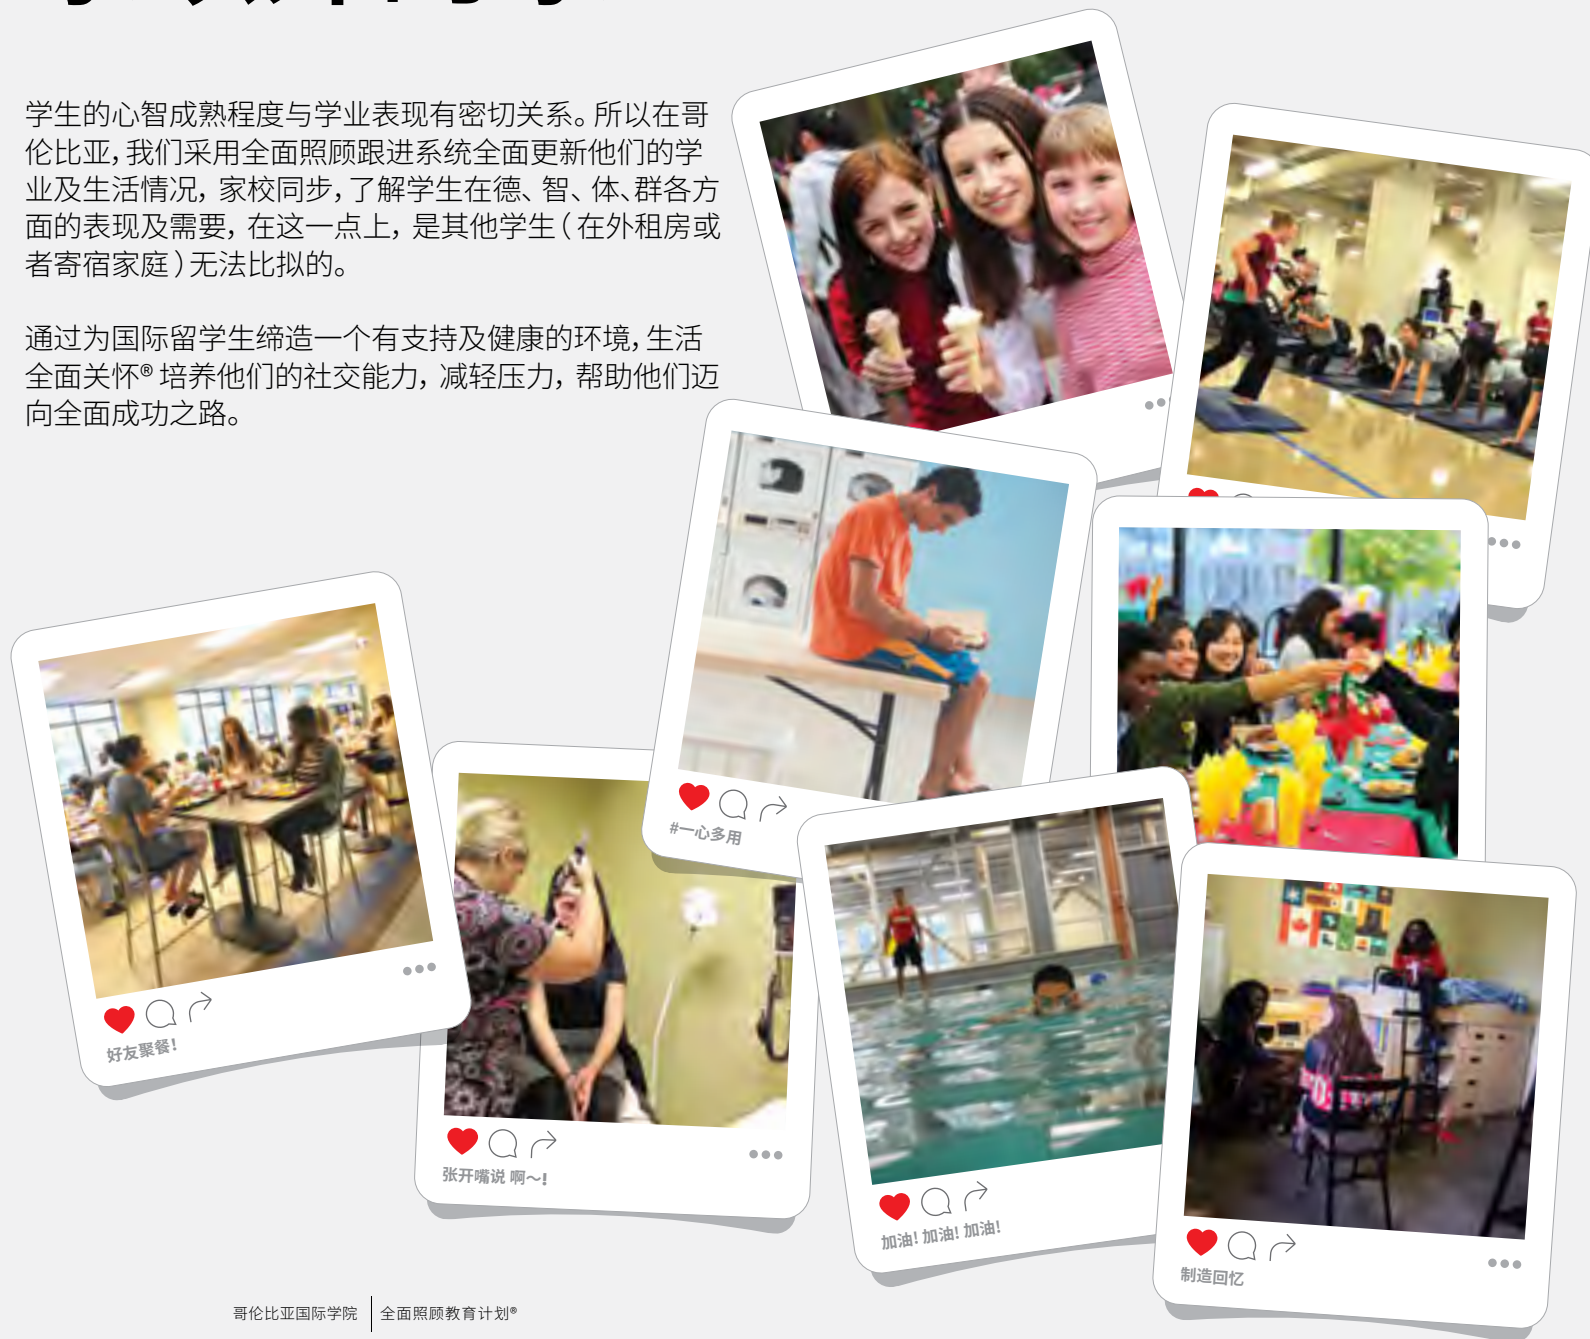 学生的心智成熟程度与学业表现有密切关系。所以在哥
伦比亚，我们采用全面照顾跟进系统全面更新他们的学
业及生活情况，家校同步，了解学生在德、智、体、群各方
面的表现及需要，在这一点上，是其他学生（在外租房或
者寄宿家庭）无法比拟的。
通过为国际留学生缔造一个有支持及健康的环境，生活
全面关怀® 培养他们的社交能力，减轻压力，帮助他们迈
向全面成功之路。
#一心多用
好友聚餐！
张开嘴说 啊～！
加油！加油！加油！
制造回忆
哥伦比亚国际学院 | 全面照顾教育计划®